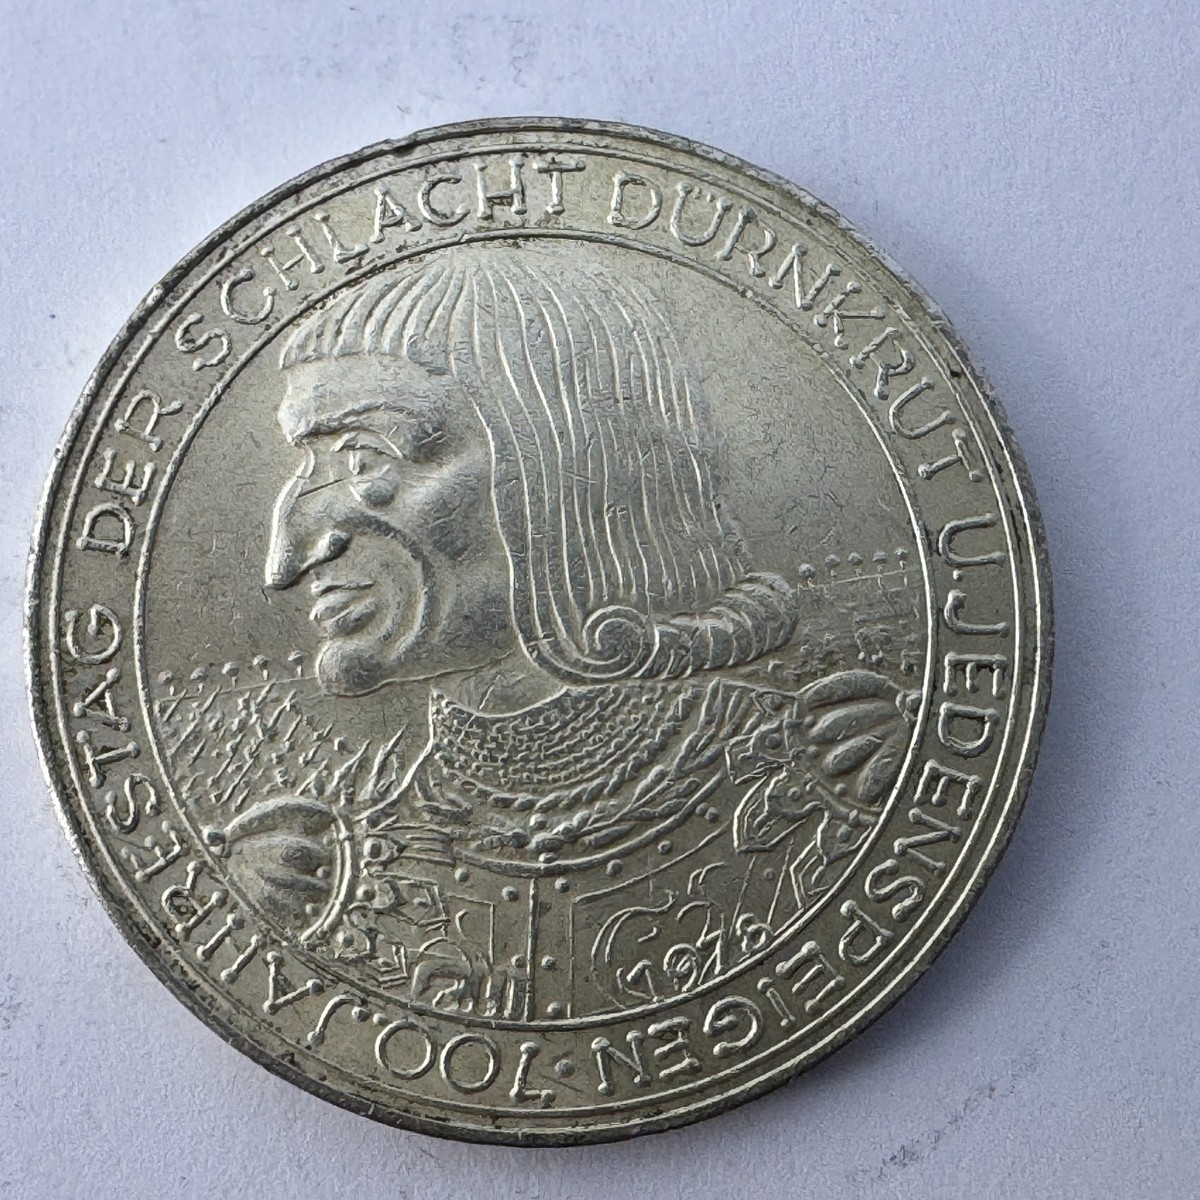 700. JAHRESTAG DER SCHLACHT DÜRNKRUT U. JEDENSPEIGEN ·
1978